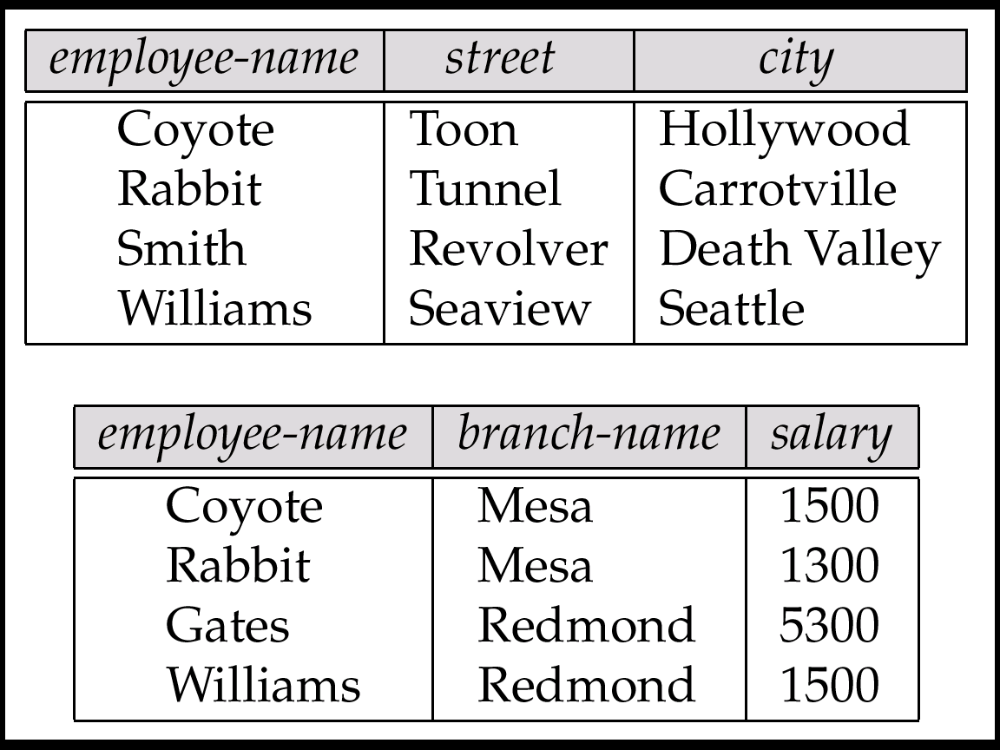 employee-name street city
Coyote Toon Hollywood
Rabbit Tunnel Carrotville
Smith Revolver Death Valley
Williams Seaview Seattle
employee-name branch-name salary
Coyote Mesa 1500
Rabbit Mesa 1300
Gates Redmond 5300
Williams Redmond 1500